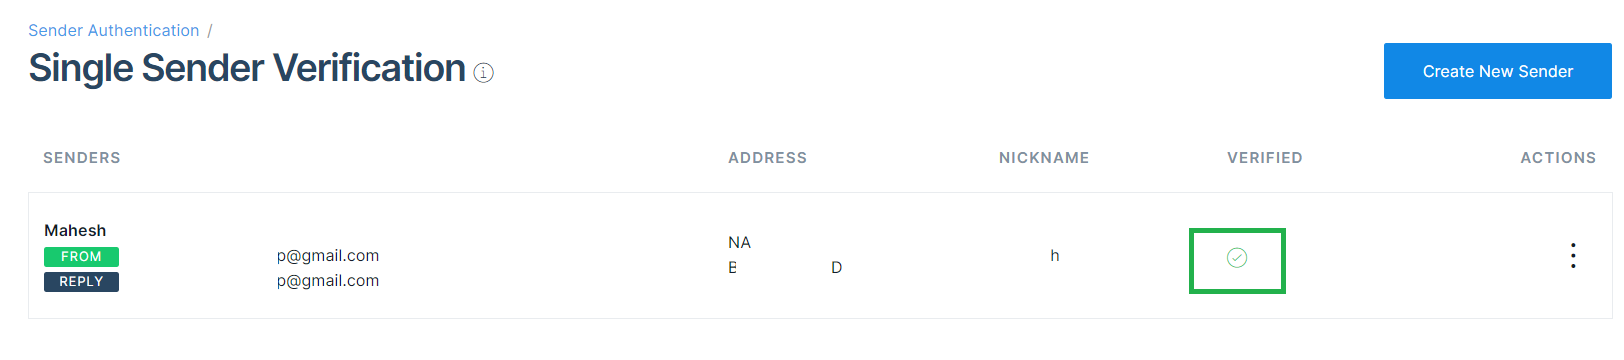 Sender Authentication /
Single Sender Verification
Create New Sender
SENDERS ADDRESS NICKNAME VERIFIED ACTIONS
Mahesh
FROM p@gmail.com
REPLY p@gmail.com
NA
B D
h